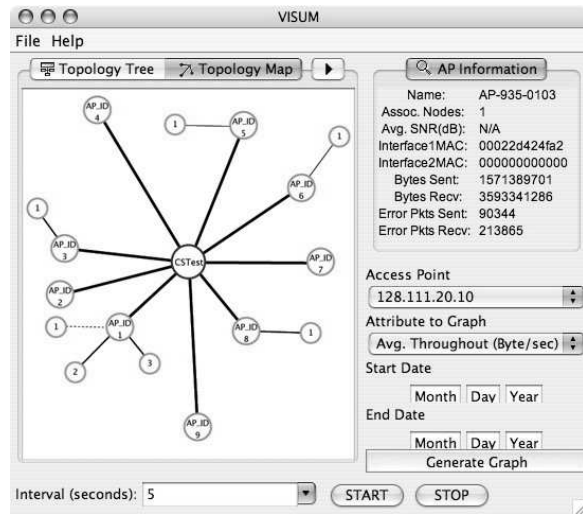 VISUM
File Help
Topology Tree
Topology Map
AP Information
AP_ID
4
1
AP_ID
5
1
AP_ID
6
1
AP_ID
3
CSTest
AP_ID
7
AP_ID
2
1
AP_ID
1
AP_ID
8
1
2
3
AP_ID
9
Name: AP-935-0103
Assoc. Nodes: 1
Avg. SNR(dB): N/A
Interface1MAC: 00022d424fa2
Interface2MAC: 000000000000
Bytes Sent: 1571389701
Bytes Recv: 3593341286
Error Pkts Sent: 90344
Error Pkts Recv: 213865
Access Point
128.111.20.10
Attribute to Graph
Avg. Throughout (Byte/sec)
Start Date
Month Day Year
End Date
Month Day Year
Generate Graph
Interval (seconds): 5
START
STOP